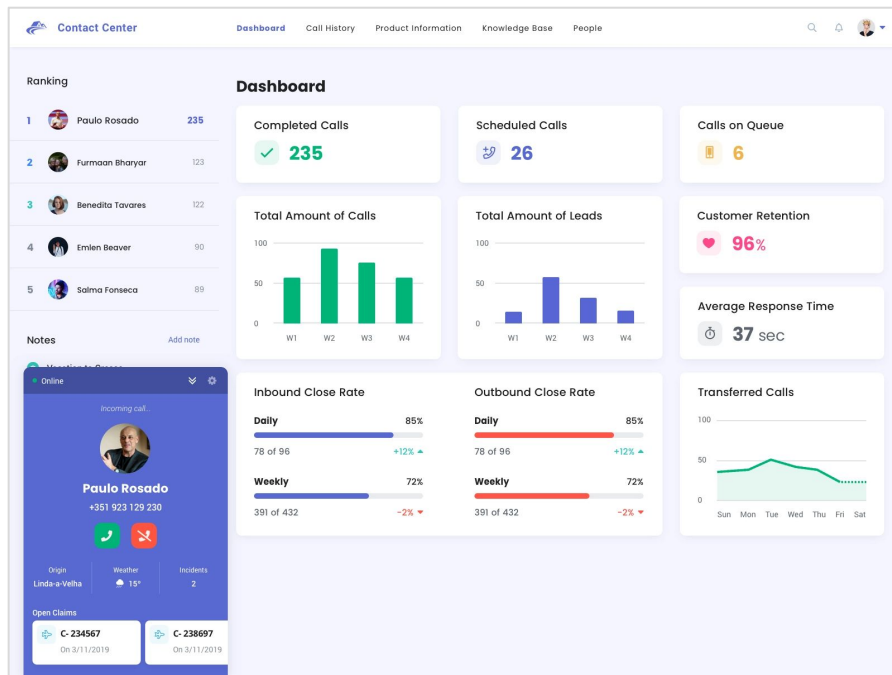 Contact Center
Dashboard Call History Product Information Knowledge Base People
Ranking
1 Paulo Rosado 235
2 Furmaan Bharyar 123
3 Benedita Tavares 122
4 Emlen Beaver 90
5 Salma Fonseca 89
Notes Add note
Online
Incoming call...
Paulo Rosado
+351 923 129 230
Origin Weather Incidents
Linda-a-Velha 15° 2
Open Claims
C- 234567 C- 238697
On 3/11/2019 On 3/11/2019
Dashboard
Completed Calls
235
Scheduled Calls
26
Calls on Queue
6
Total Amount of Calls
100
50
0
W1 W2 W3 W4
Total Amount of Leads
100
50
0
W1 W2 W3 W4
Customer Retention
96%
Average Response Time
37 sec
Inbound Close Rate
Daily 85%
78 of 96 +12%
Weekly 72%
391 of 432 -2%
Outbound Close Rate
Daily 85%
78 of 96 +12%
Weekly 72%
391 of 432 -2%
Transferred Calls
100
50
0
Sun Mon Tue Wed Thu Fri Sat